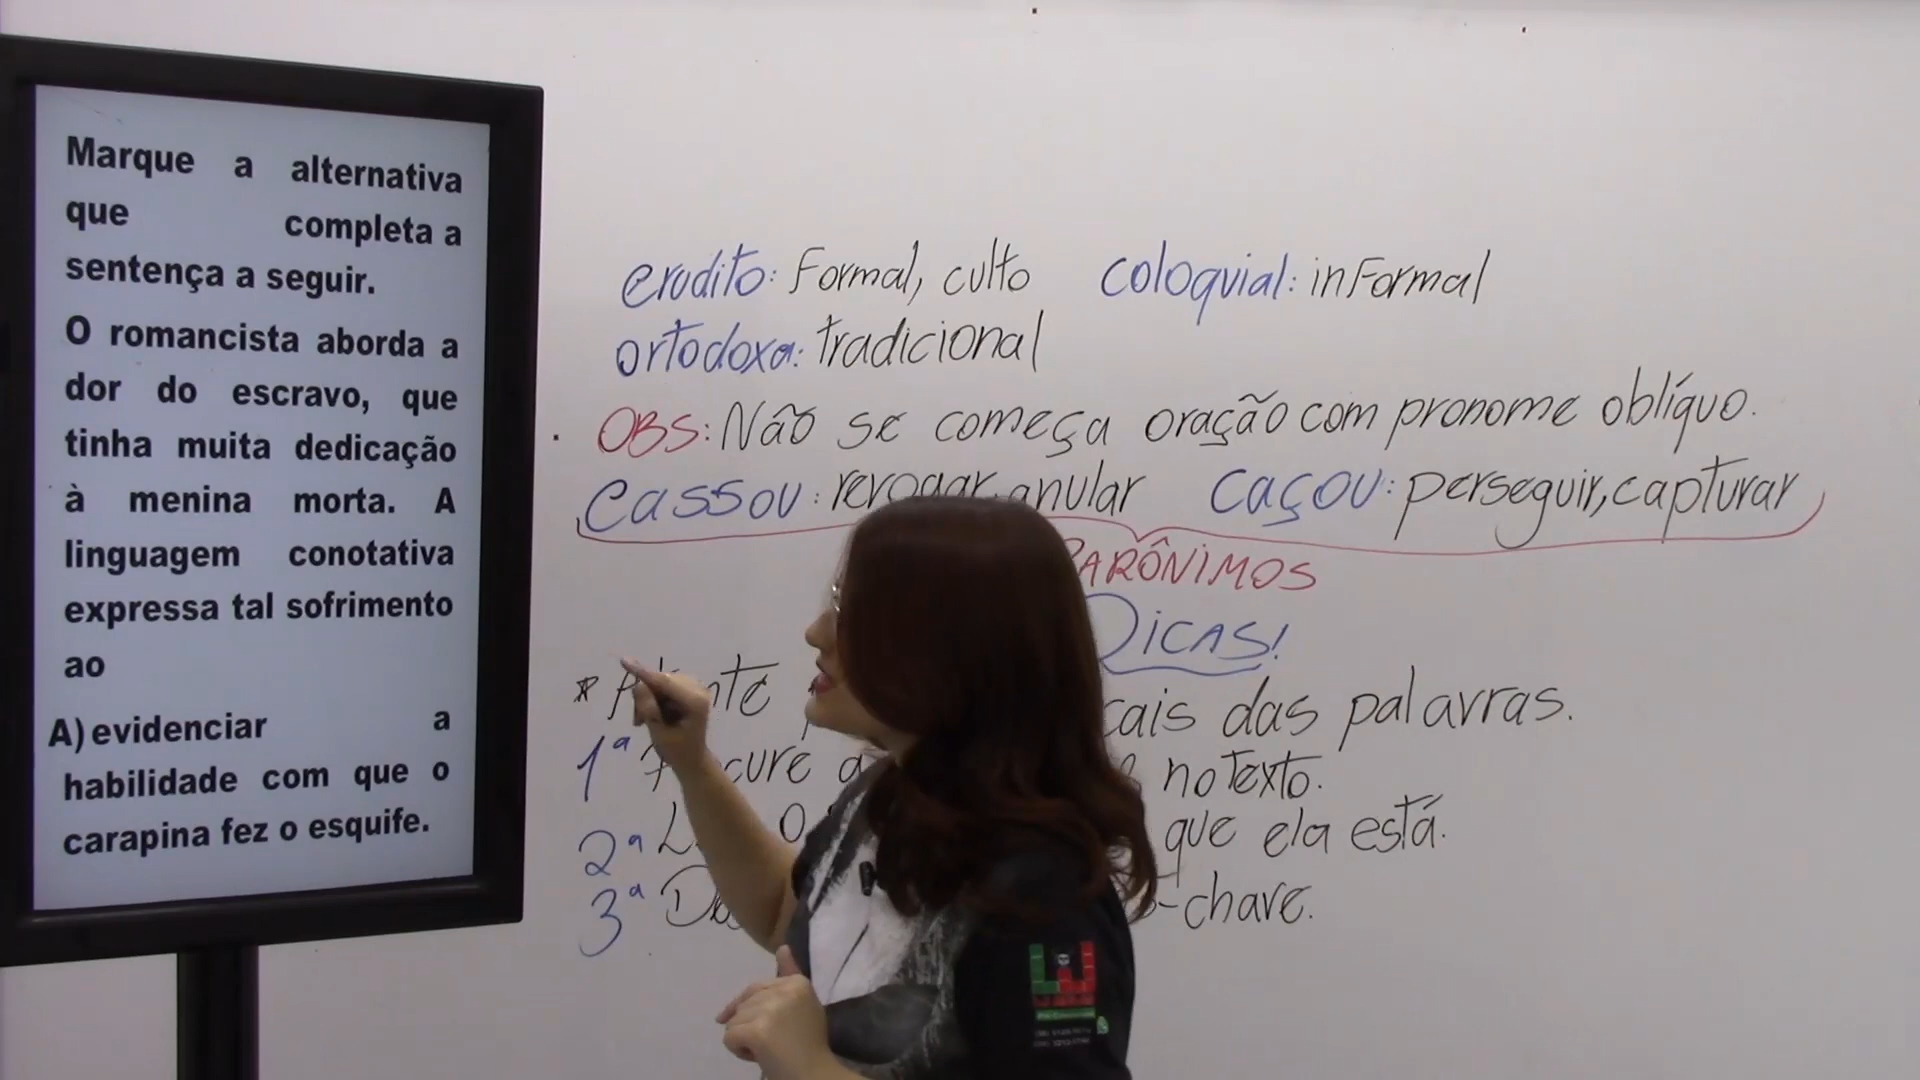 Marque a alternativa
que completa a
sentença a seguir.
O romancista aborda a
dor do escravo, que
tinha muita dedicação
à menina morta. A
linguagem conotativa
expressa tal sofrimento
ao
A) evidenciar a
habilidade com que o
carapina fez o esquife.
erudito: Formal, culto coloquial: informal
ortodoxa: tradicional
OBS: Não se começa oração com pronome oblíquo.
Cassou: revogar, anular Caçou: perseguir, capturar
PARÔNIMOS
DICAS!
* cais das palavras.
1ª no Texto.
2ª que ela está.
3ª -chave.